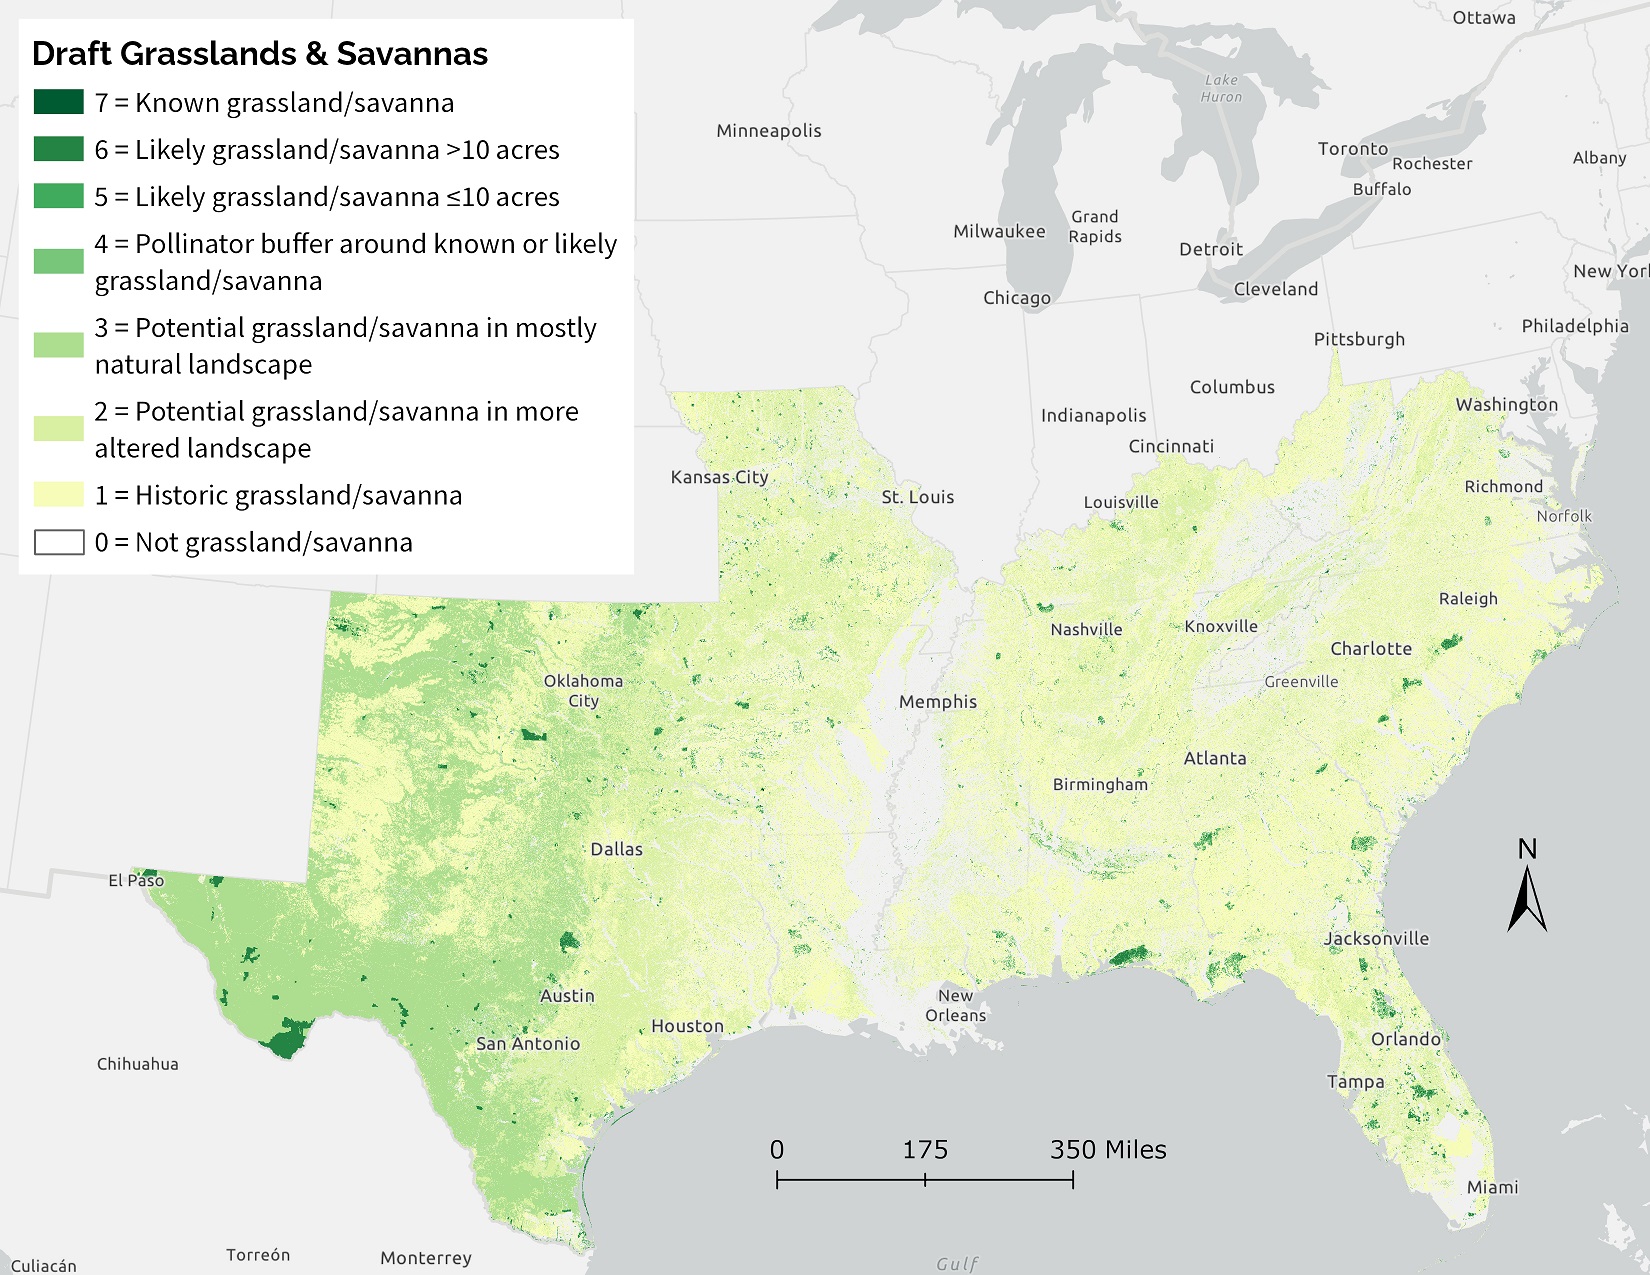 Draft Grasslands & Savannas
7 = Known grassland/savanna
6 = Likely grassland/savanna >10 acres
5 = Likely grassland/savanna ≤10 acres
4 = Pollinator buffer around known or likely
grassland/savanna
3 = Potential grassland/savanna in mostly
natural landscape
2 = Potential grassland/savanna in more
altered landscape
1 = Historic grassland/savanna
0 = Not grassland/savanna
Ottawa
Lake
Huron
Minneapolis
Toronto
Rochester
Albany
Buffalo
Milwaukee
Grand
Rapids
Detroit
New Yor
Cleveland
Chicago
Philadelphia
Pittsburgh
Columbus
Washington
Indianapolis
Cincinnati
Kansas City
St. Louis
Louisville
Richmond
Norfolk
Raleigh
Nashville
Knoxville
Charlotte
Greenville
Oklahoma
City
Memphis
Atlanta
Birmingham
Dallas
N
El Paso
Jacksonville
Austin
New
Orleans
Houston
San Antonio
Orlando
Chihuahua
Tampa
0 175 350 Miles
Miami
Torreón
Monterrey
Culiacán
Gulf